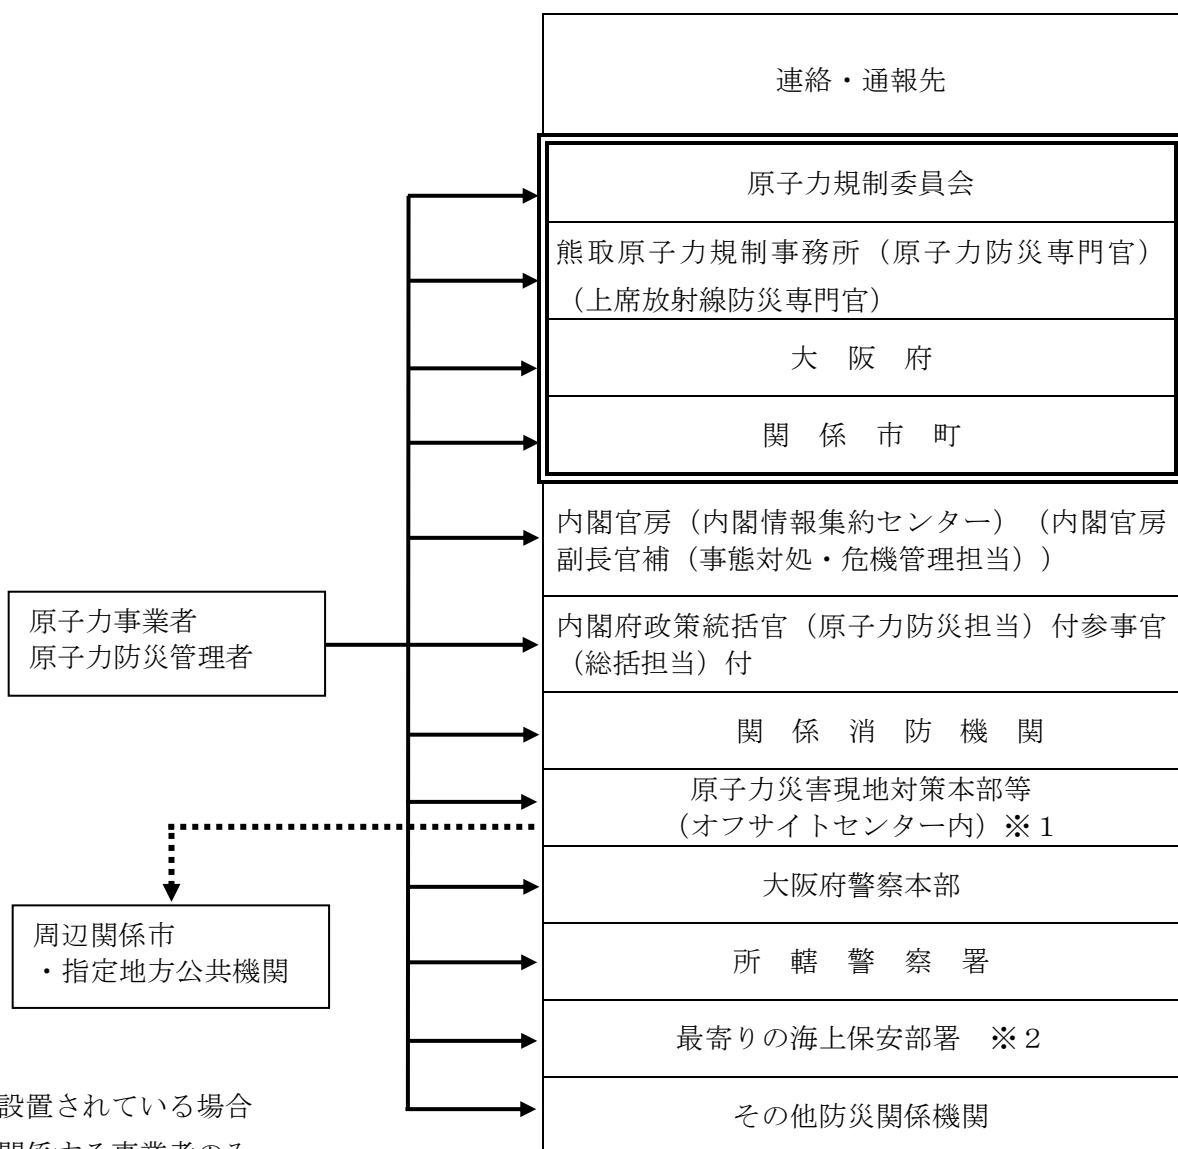 連絡・通報先
原子力規制委員会
熊取原子力規制事務所（原子力防災専門官）
（上席放射線防災専門官）
大　阪　府
関　係　市　町
内閣官房（内閣情報集約センター）　（内閣官房
副長官補（事態対処・危機管理担当））
内閣府政策統括官（原子力防災担当）付参事官
（総括担当）付
関　係　消　防　機　関
原子力災害現地対策本部等
（オフサイトセンター内）※１
大阪府警察本部
所　轄　警　察　署
最寄りの海上保安部署　※２
その他防災関係機関
原子力事業者
原子力防災管理者
周辺関係市
・指定地方公共機関
設置されている場合